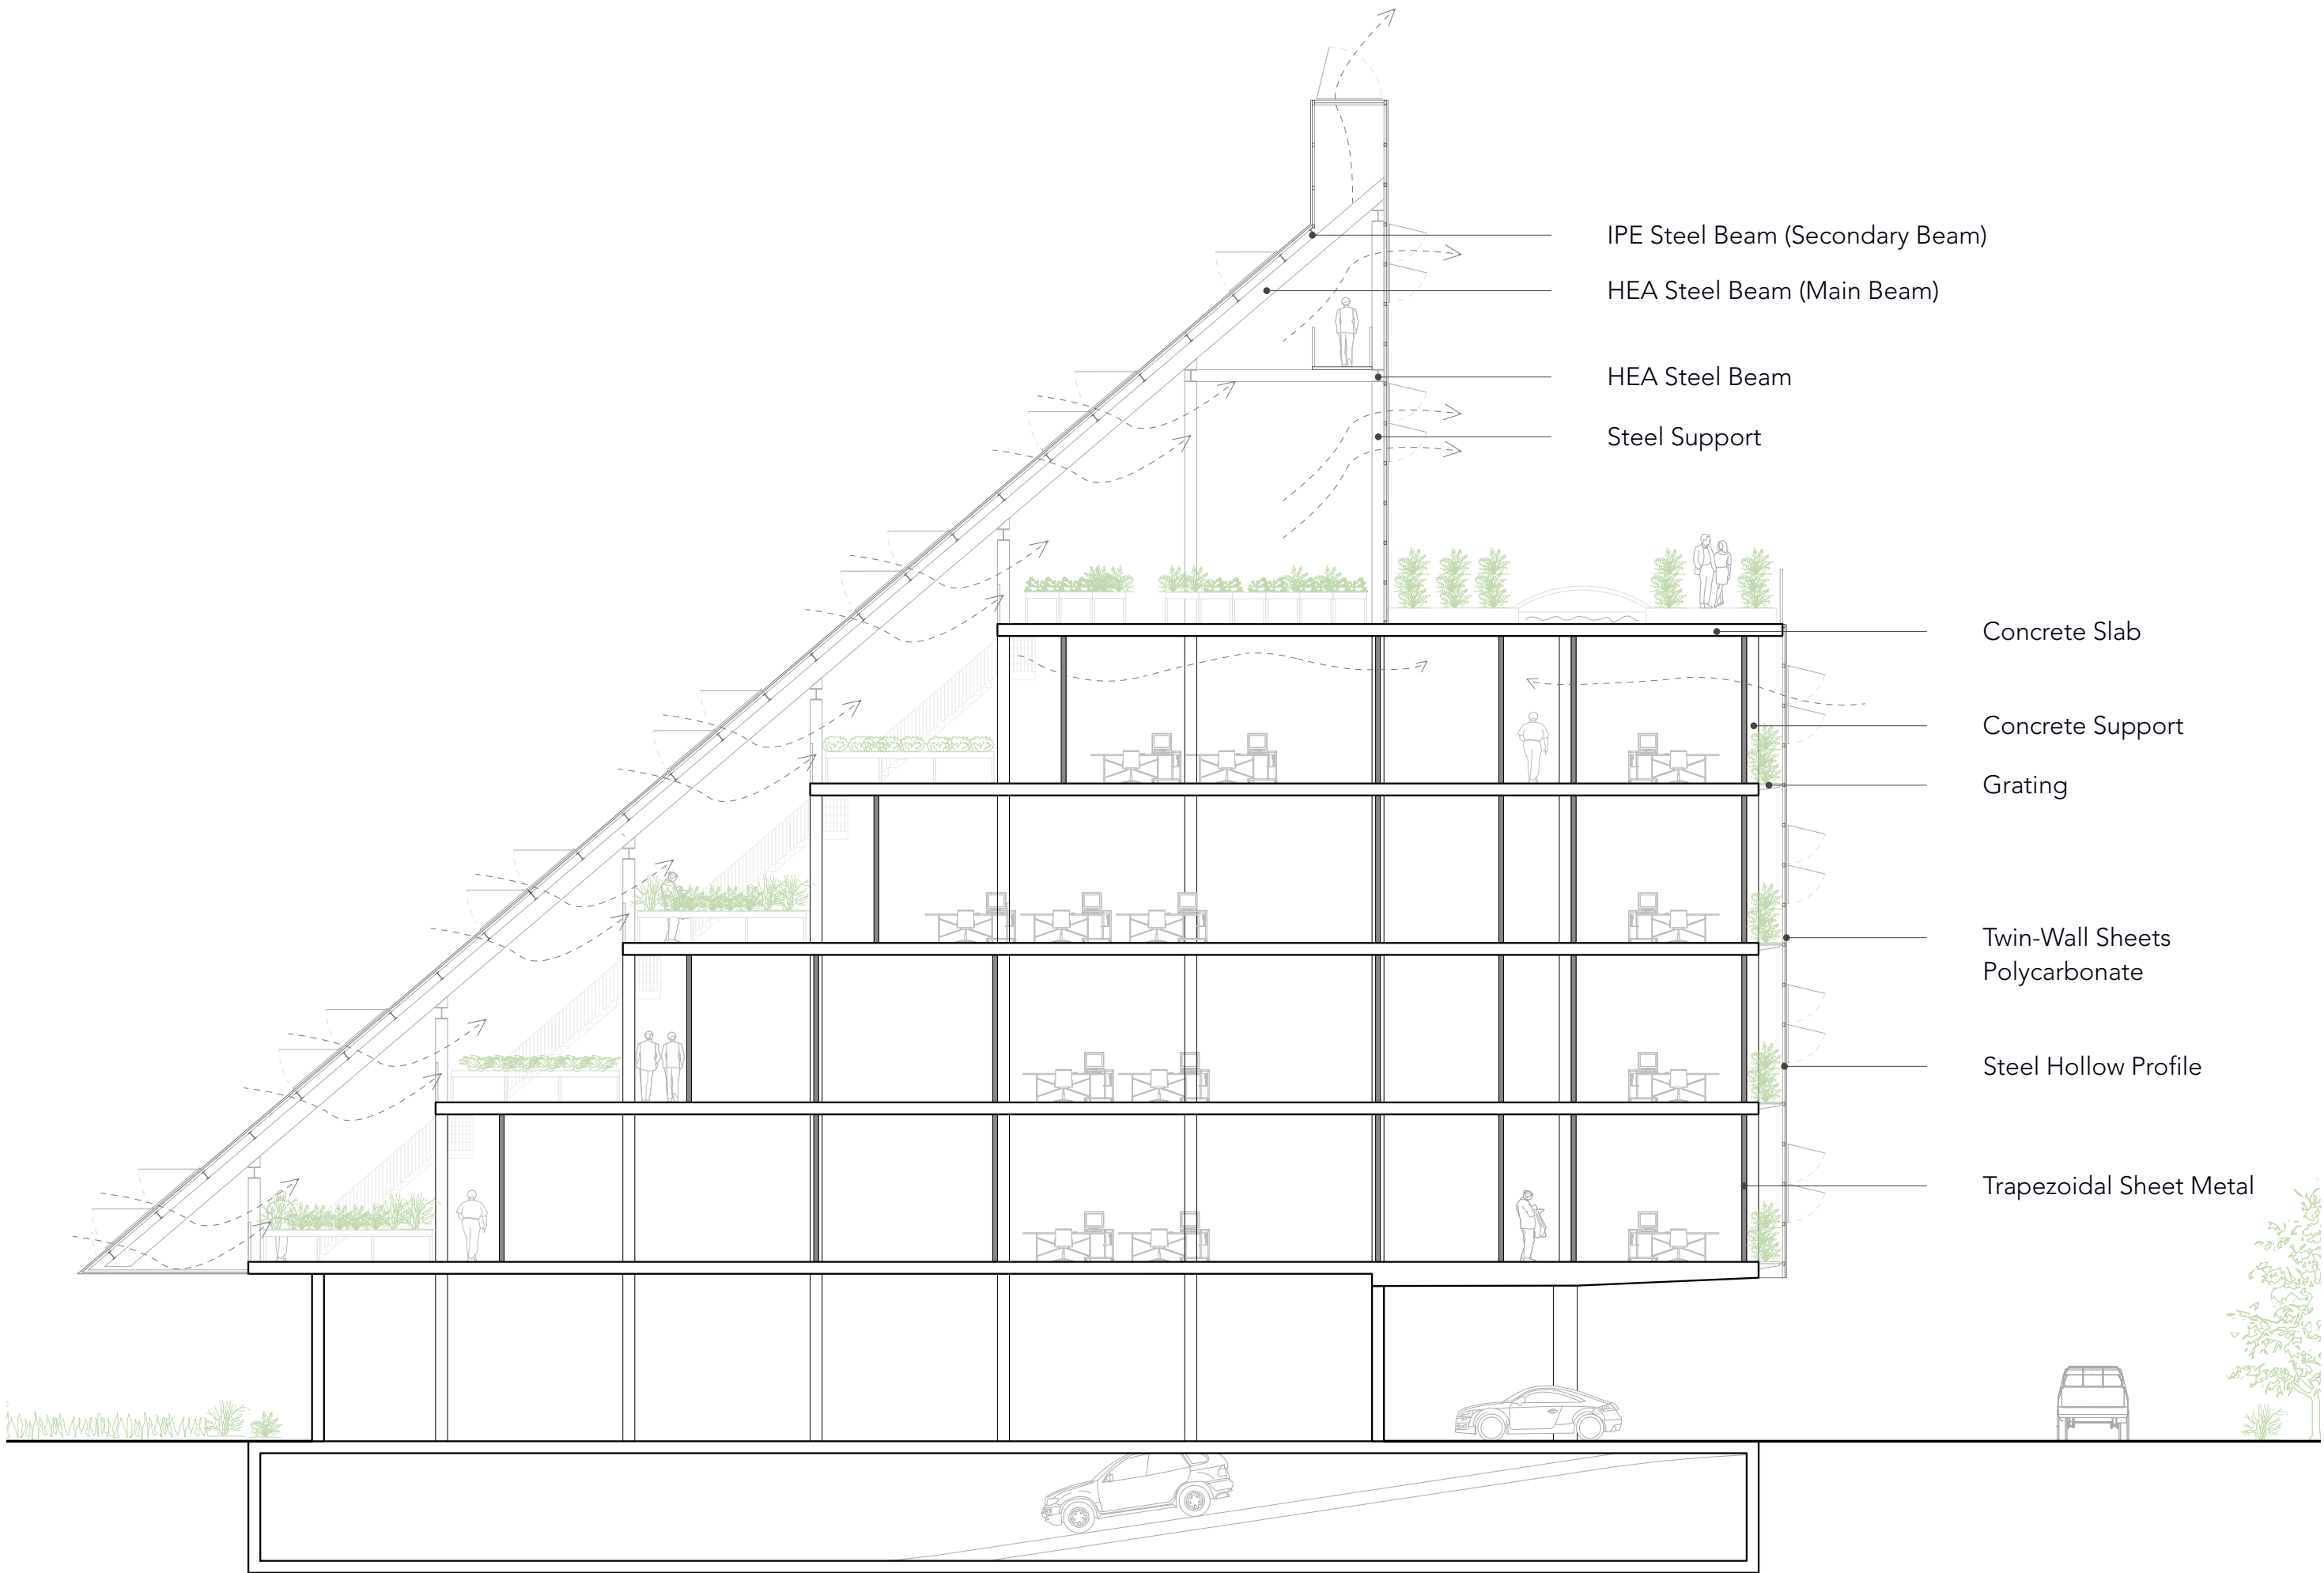 IPE Steel Beam (Secondary Beam)
HEA Steel Beam (Main Beam)
HEA Steel Beam
Steel Support
Concrete Slab
Concrete Support
Grating
Twin-Wall Sheets
Polycarbonate
Steel Hollow Profile
Trapezoidal Sheet Metal